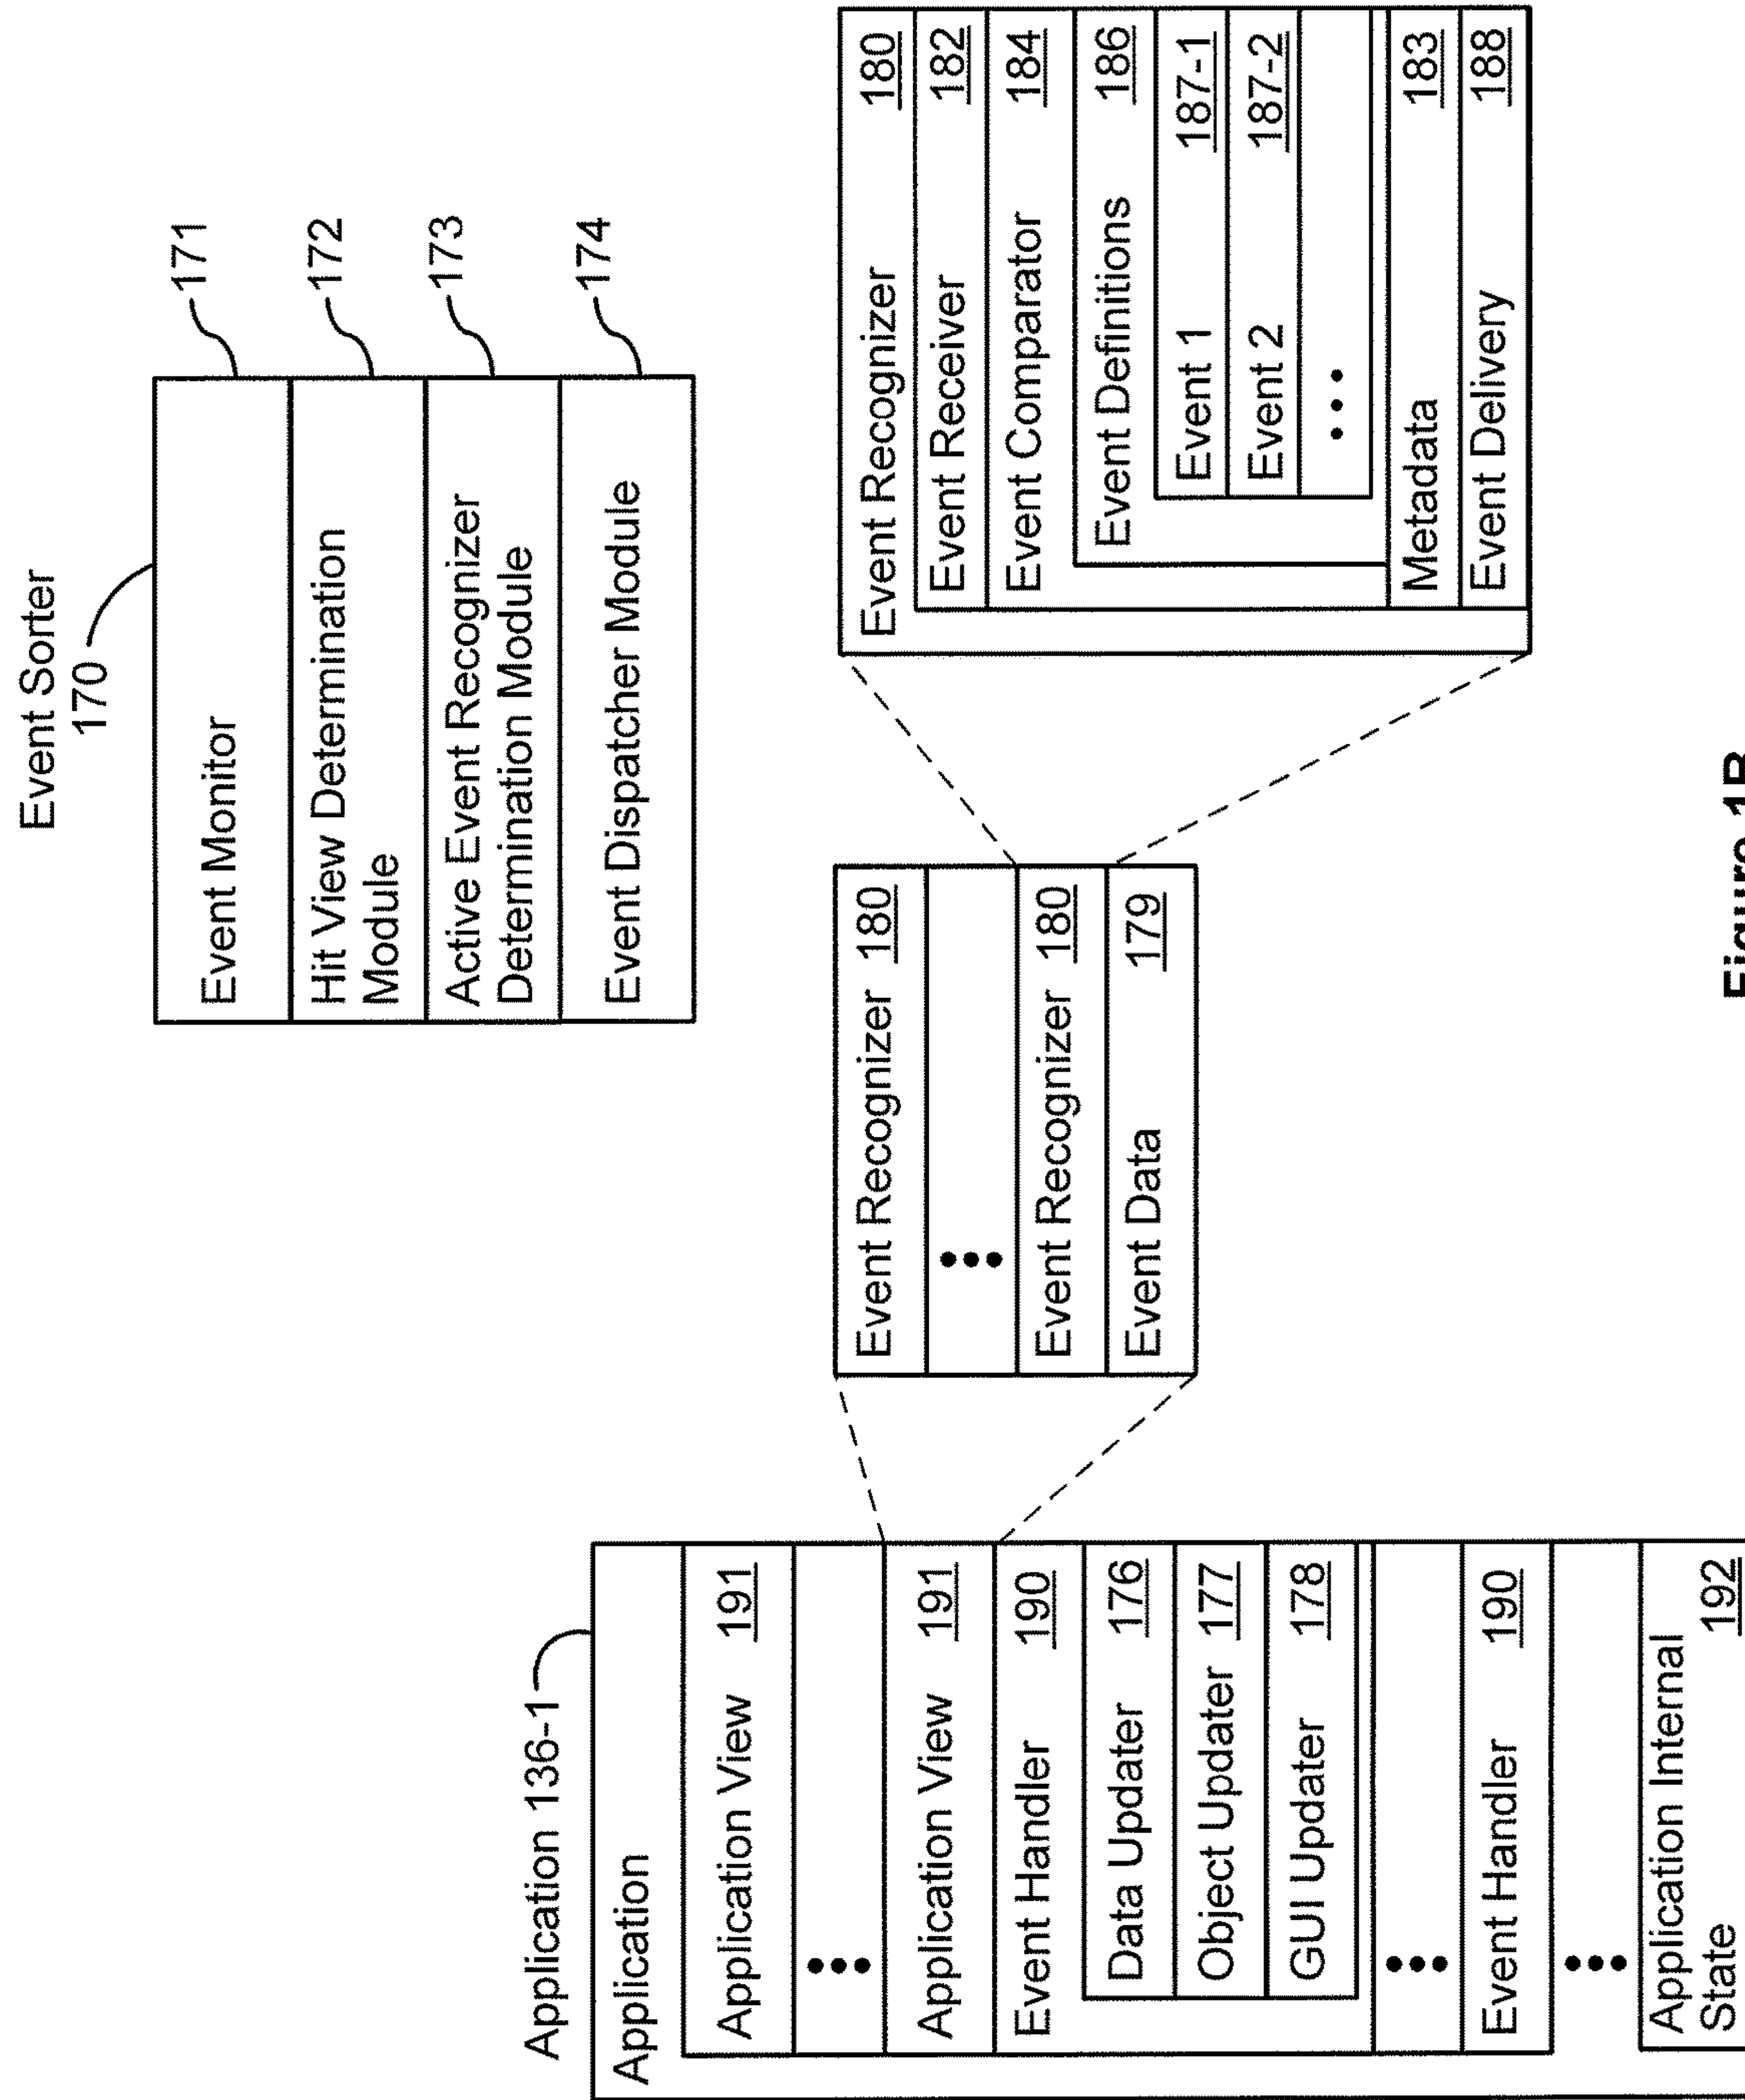 Event Sorter
170
Event Monitor
171
Hit View Determination
Module
172
Active Event Recognizer
Determination Module
173
Event Dispatcher Module
174
Application 136-1
Application
Application View 191
•••
Application View 191
Event Handler 190
Data Updater 176
Object Updater 177
GUI Updater 178
•••
Event Handler 190
•••
Application Internal
State 192
Event Recognizer 180
•••
Event Recognizer 180
Event Data 179
Event Recognizer 180
Event Receiver 182
Event Comparator 184
Event Definitions 186
Event 1 187-1
Event 2 187-2
•••
Metadata 183
Event Delivery 188
Figure 1B